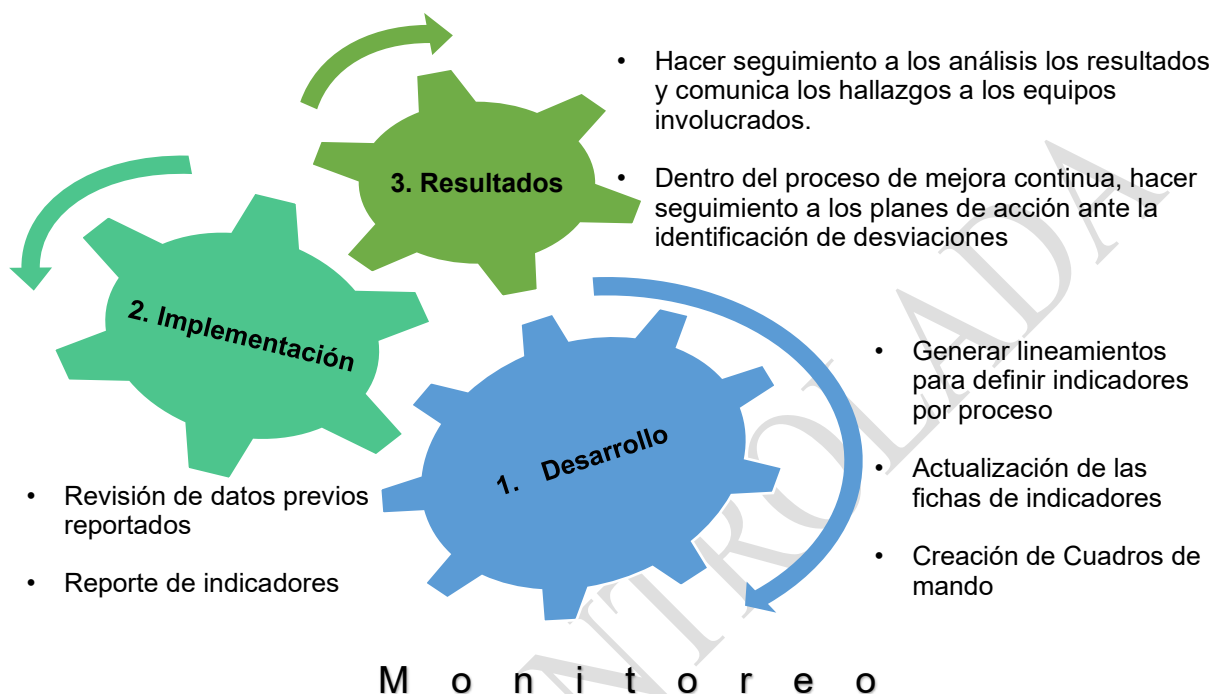 • Hacer seguimiento a los análisis los resultados
y comunica los hallazgos a los equipos
involucrados.
3. Resultados
• Dentro del proceso de mejora continua, hacer
seguimiento a los planes de acción ante la
identificación de desviaciones
2. Implementación
• Generar lineamientos
para definir indicadores
por proceso
1. Desarrollo
• Actualización de las
fichas de indicadores
• Creación de Cuadros de
mando
• Revisión de datos previos
reportados
• Reporte de indicadores
M o n i t o r e o
NTROLADA